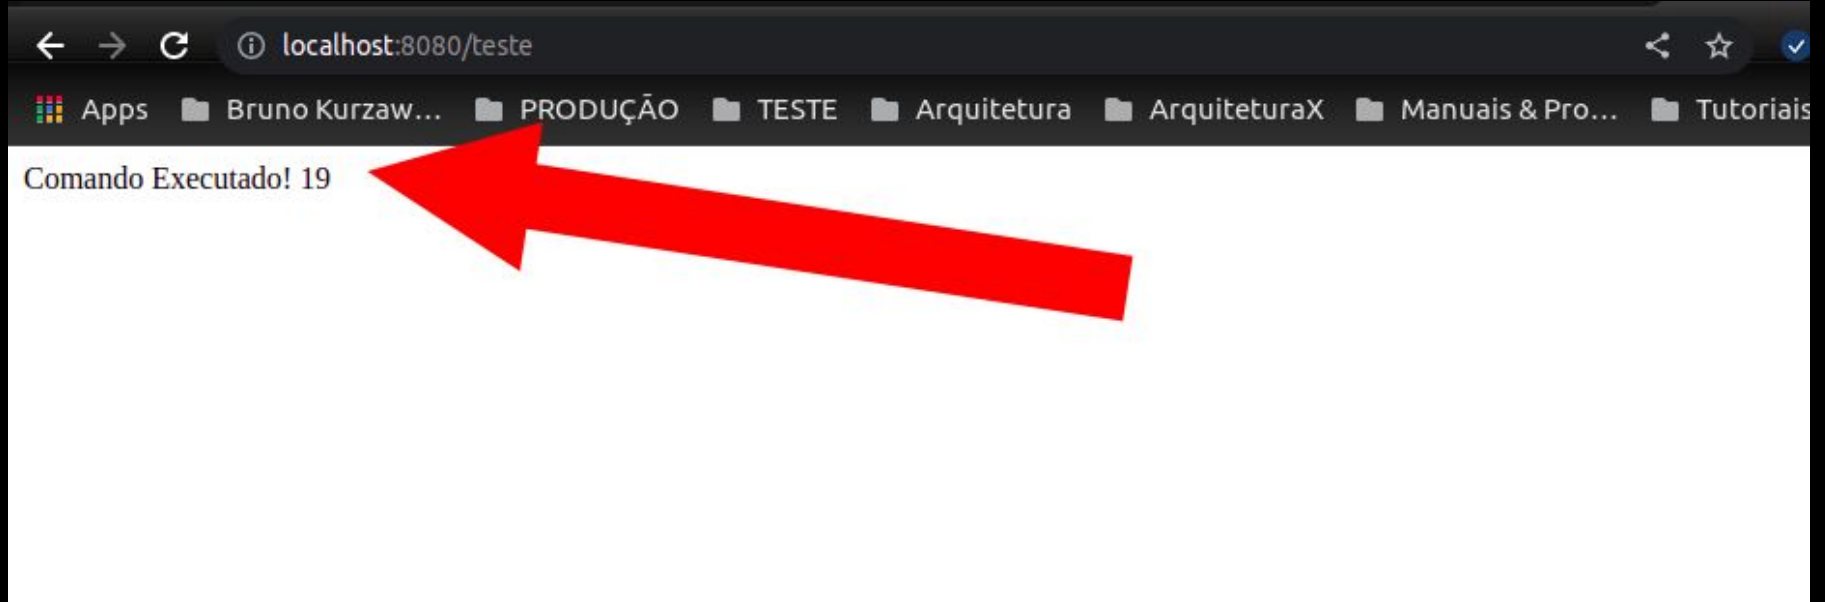 localhost:8080/teste
Apps Bruno Kurzaw... PRODUÇÃO TESTE Arquitetura ArquiteturaX Manuais & Pro... Tutoriais
Comando Executado! 19